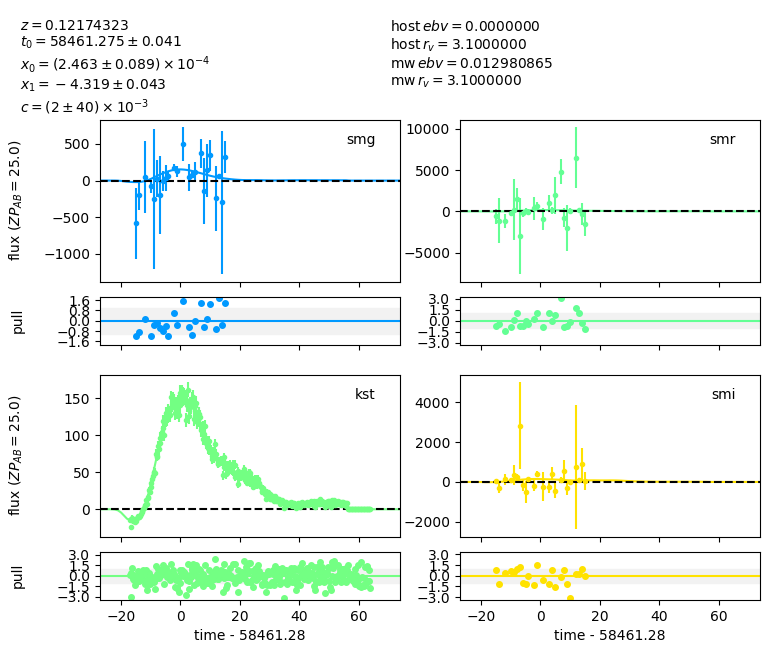 z = 0.12174323
t₀ = 58461.275 ± 0.041
x₀ = (2.463 ± 0.089) × 10⁻⁴
x₁ = −4.319 ± 0.043
c = (2 ± 40) × 10⁻³
host ebv = 0.0000000
host r_v = 3.1000000
mw ebv = 0.012980865
mw r_v = 3.1000000
smg
500
0
−500
−1000
flux (ZP_AB = 25.0)
smr
10000
5000
0
−5000
1.6
0.8
0.0
−0.8
−1.6
pull
3.0
1.5
0.0
−1.5
−3.0
kst
150
100
50
0
flux (ZP_AB = 25.0)
smi
4000
2000
0
−2000
3.0
1.5
0.0
−1.5
−3.0
pull
−20 0 20 40 60
time - 58461.28
3.0
1.5
0.0
−1.5
−3.0
−20 0 20 40 60
time - 58461.28